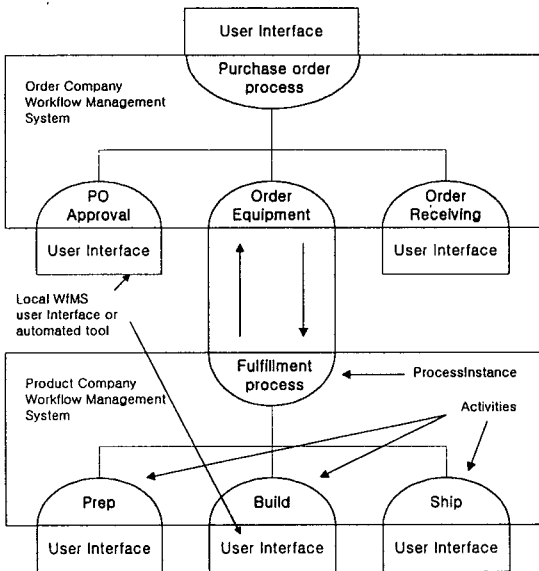 User Interface
Purchase order
process
Order Company
Workflow Management
System
PO
Approval
Order
Equipment
Order
Receiving
User Interface
User Interface
Local WfMS
user Interface or
automated tool
Fulfillment
process
ProcessInstance
Product Company
Workflow Management
System
Activities
Prep
Build
Ship
User Interface
User Interface
User Interface